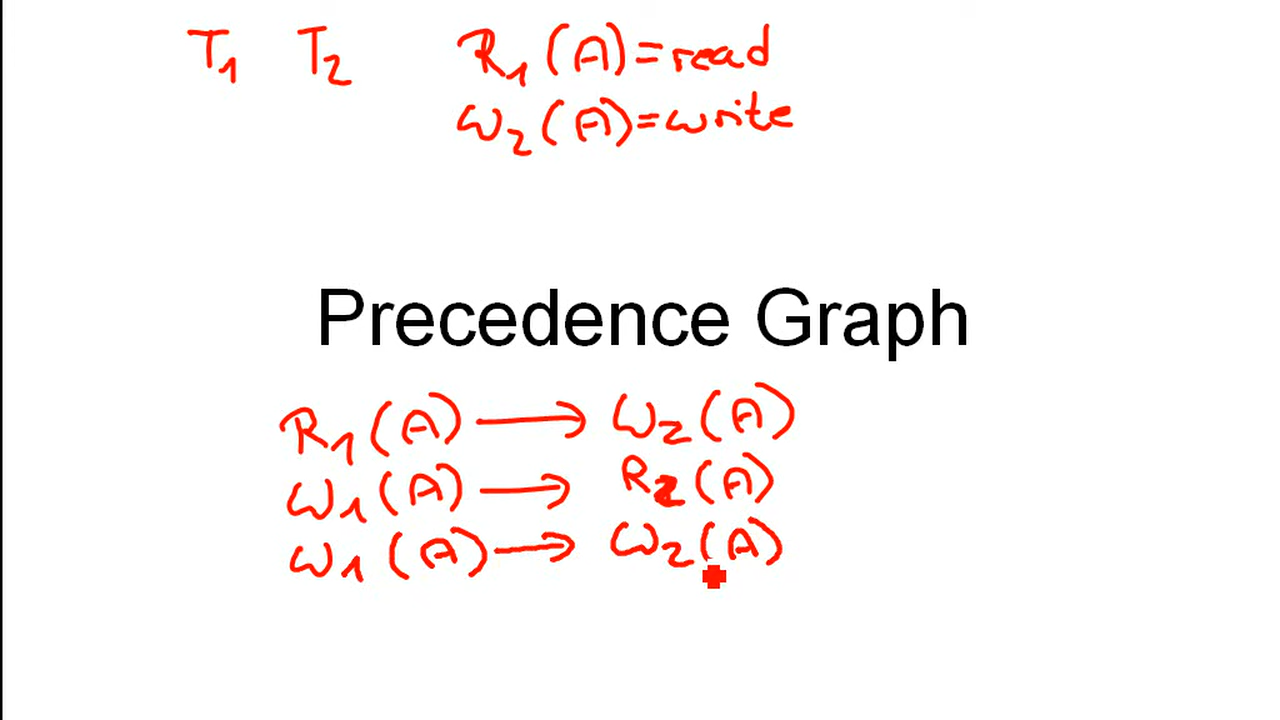 T1 T2 R1(A)=read
W2(A)=write
Precedence Graph
R1(A) → W2(A)
W1(A) → R2(A)
W1(A) → W2(A)